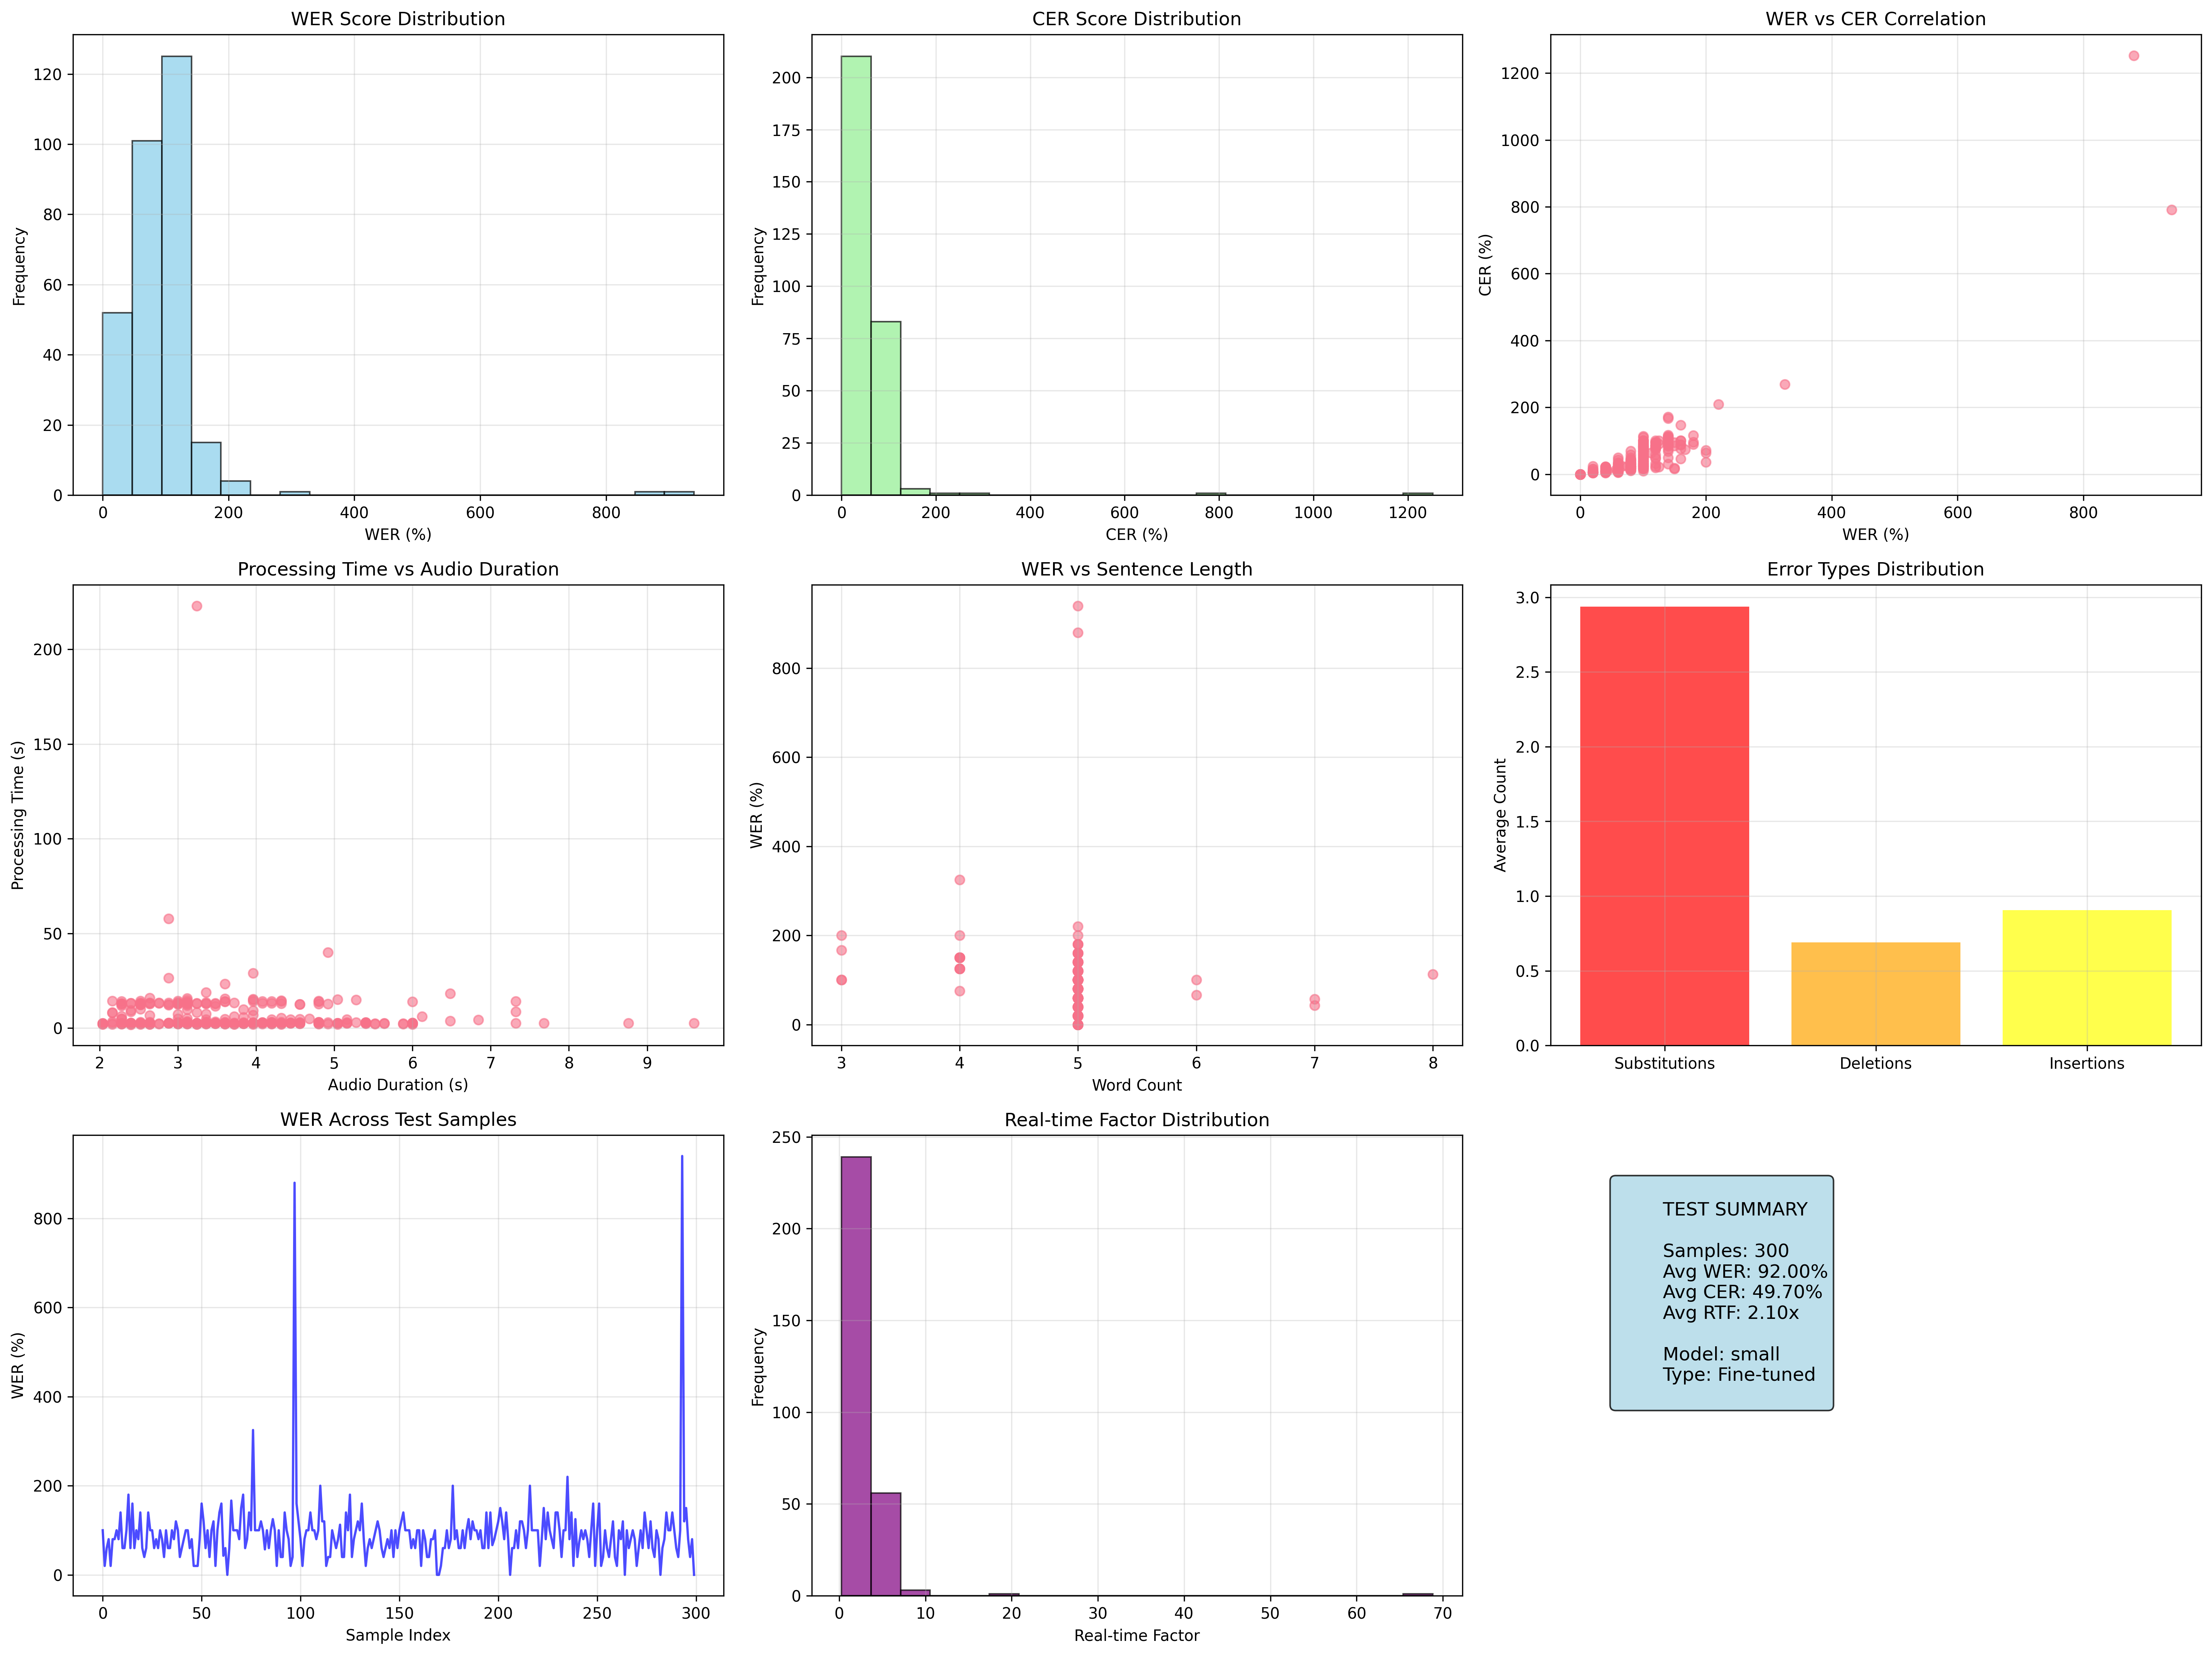 WER Score Distribution
120
100
80
60
40
20
0
Frequency
0 200 400 600 800
WER (%)
CER Score Distribution
200
175
150
125
100
75
50
25
0
Frequency
0 200 400 600 800 1000 1200
CER (%)
WER vs CER Correlation
1200
1000
800
600
400
200
0
CER (%)
0 200 400 600 800
WER (%)
Processing Time vs Audio Duration
200
150
100
50
0
Processing Time (s)
2 3 4 5 6 7 8 9
Audio Duration (s)
WER vs Sentence Length
800
600
400
200
0
WER (%)
3 4 5 6 7 8
Word Count
Error Types Distribution
3.0
2.5
2.0
1.5
1.0
0.5
0.0
Average Count
Substitutions Deletions Insertions
WER Across Test Samples
800
600
400
200
0
WER (%)
0 50 100 150 200 250 300
Sample Index
Real-time Factor Distribution
250
200
150
100
50
0
Frequency
0 10 20 30 40 50 60 70
Real-time Factor
TEST SUMMARY
Samples: 300
Avg WER: 92.00%
Avg CER: 49.70%
Avg RTF: 2.10x
Model: small
Type: Fine-tuned